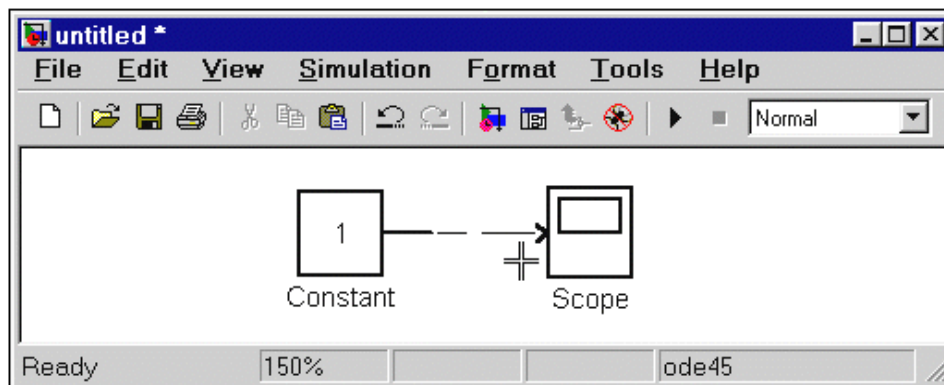 untitled *
File Edit View Simulation Format Tools Help
Normal
1
Constant Scope
Ready 150% ode45